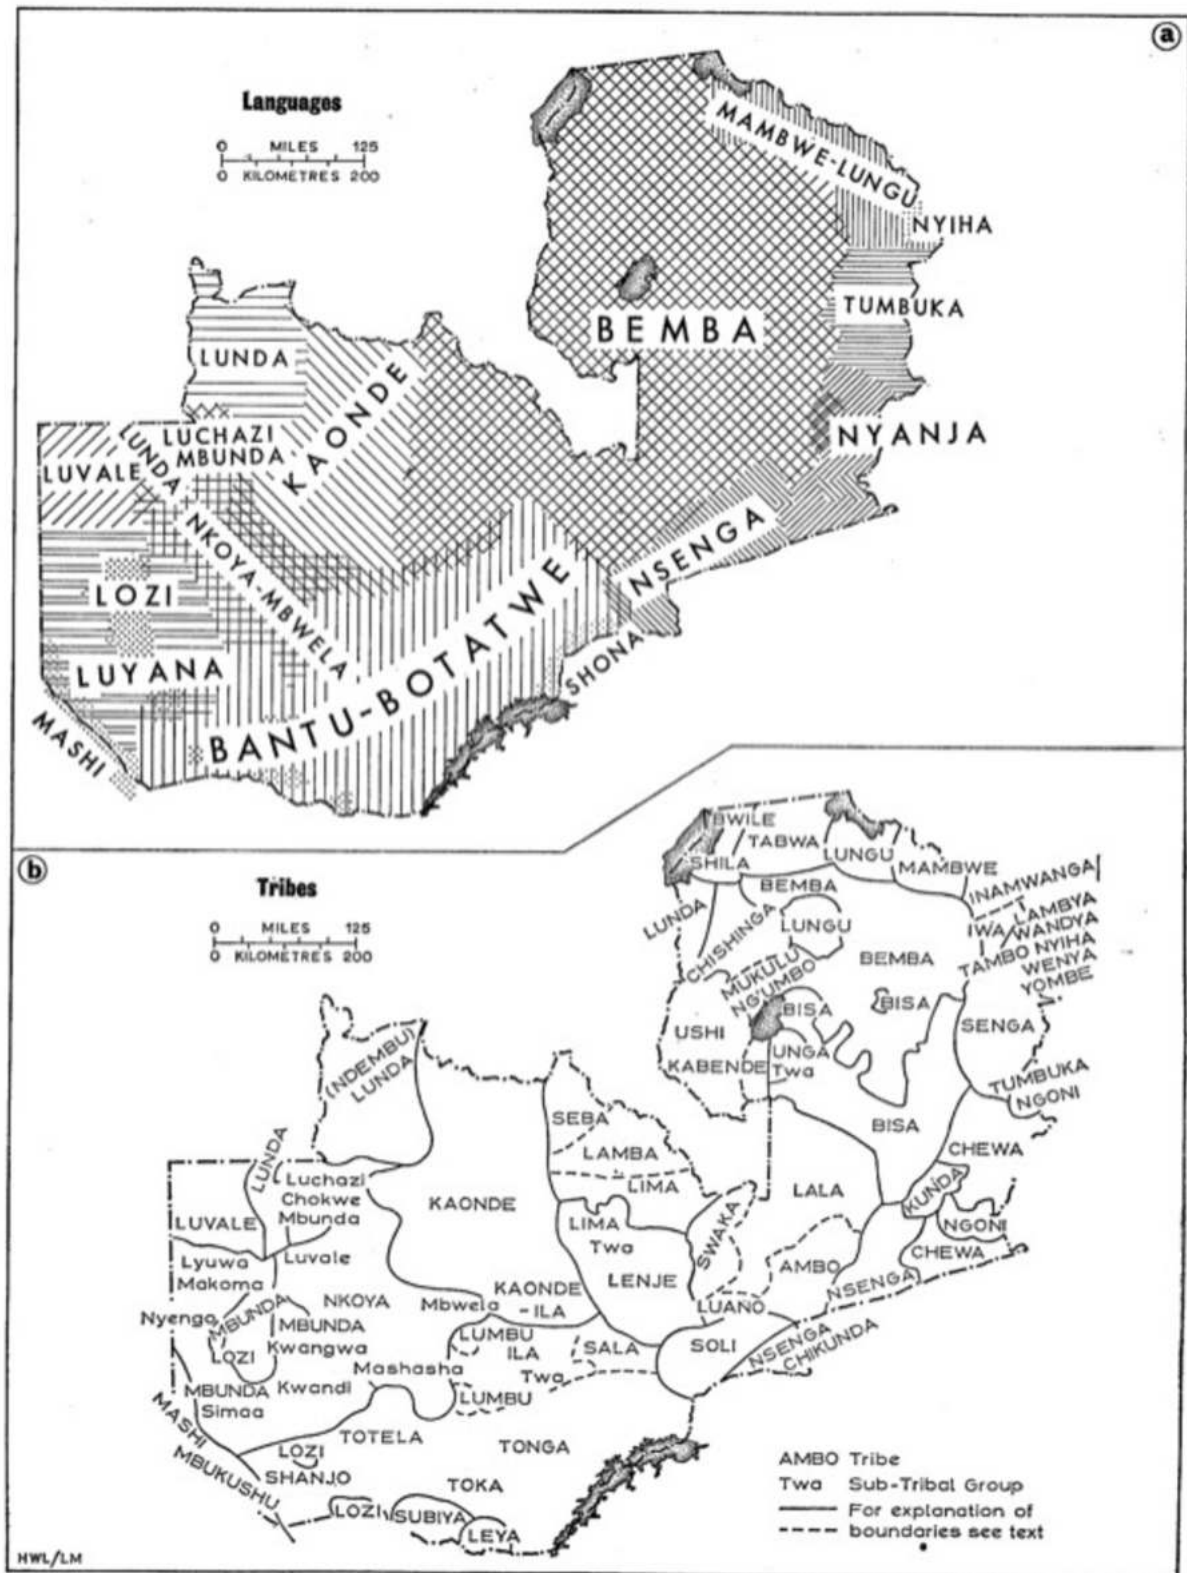 a
Languages
0 MILES 125
0 KILOMETRES 200
MAMBWE-LUNGU
NYIHA
TUMBUKA
BEMBA
LUNDA
KAONDE
LUCHAZI
MBUNDA
LUNDA
LUVALE
NYANJA
NKOYA-MBWELA
NSENGA
LOZI
BANTU-BOTATWE
SHONA
LUYANA
MASHI
b
Tribes
0 MILES 125
0 KILOMETRES 200
BWILE
TABWA
SHILA
LUNGU
MAMBWE
BEMBA
INAMWANGA
LUNDA
CHISHINGA
LUNGU
IWA
LAMBYA
WANDYA
TAMBO NYIHA
WENYA
YOMBE
BEMBA
MUKULU
NG'UMBO
BISA
BISA
SENGA
USHI
KABENDE
UNGA
Twa
TUMBUKA
NGONI
(NDEMBU)
LUNDA
SEBA
BISA
CHEWA
LAMBA
LIMA
LALA
KUNDA
LUNDA
Luchazi
Chokwe
Mbunda
KAONDE
LUVALE
LIMA
Twa
SWAKA
NGONI
CHEWA
Lyuwa
Makoma
Luvale
LENJE
AMBO
NSENGA
Nyengo
MBUNDA
NKOYA
Mbwela
KAONDE
-ILA
LUANO
MBUNDA
LOZI
Kwangwa
LUMBU
ILA
SALA
SOLI
NSENGA
CHIKUNDA
Mashasha
Twa
MBUNDA
Simaa
Kwandi
LUMBU
MASHI
MBUKUSHU
TOTELA
TONGA
LOZI
SHANJO
TOKA
LOZI
SUBIYA
LEYA
AMBO Tribe
Twa Sub-Tribal Group
For explanation of
boundaries see text
HWL/LM